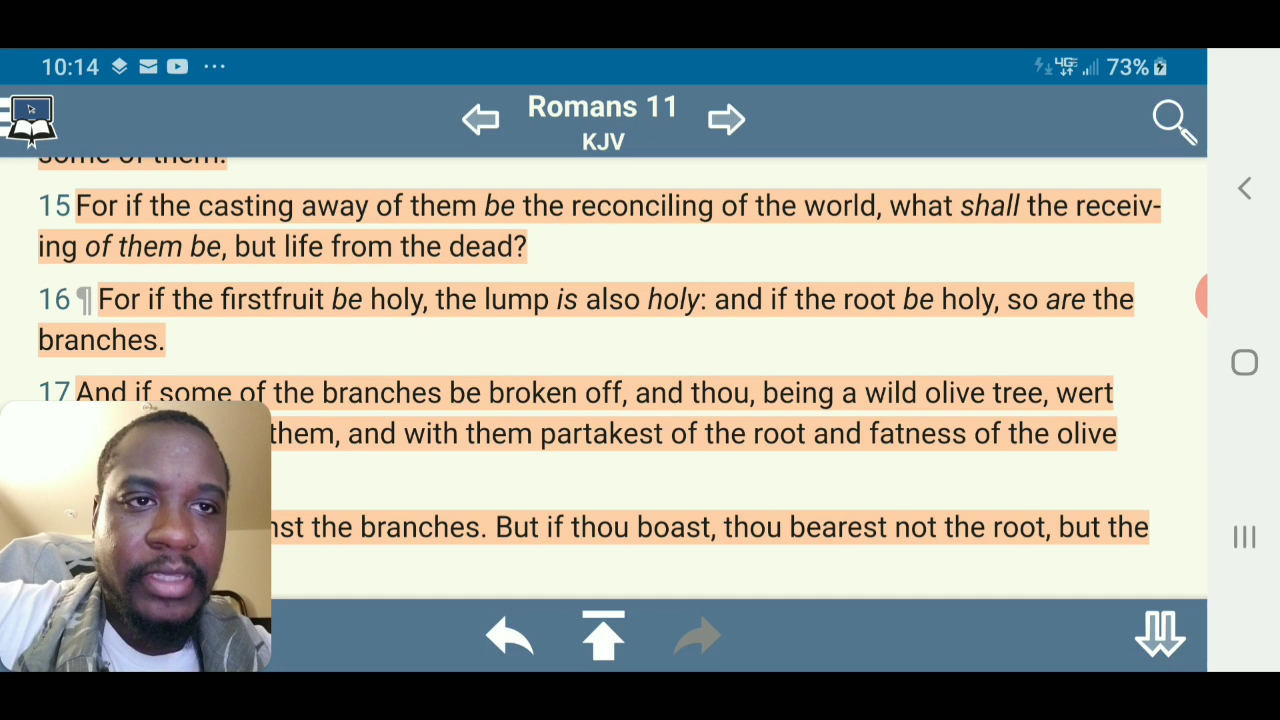 10:14 ... 4GE 73%
Romans 11
KJV
some of them.
15 For if the casting away of them be the reconciling of the world, what shall the receiv-
ing of them be, but life from the dead?
16 ¶ For if the firstfruit be holy, the lump is also holy: and if the root be holy, so are the
branches.
17 And if some of the branches be broken off, and thou, being a wild olive tree, wert
them, and with them partakest of the root and fatness of the olive
the branches. But if thou boast, thou bearest not the root, but the